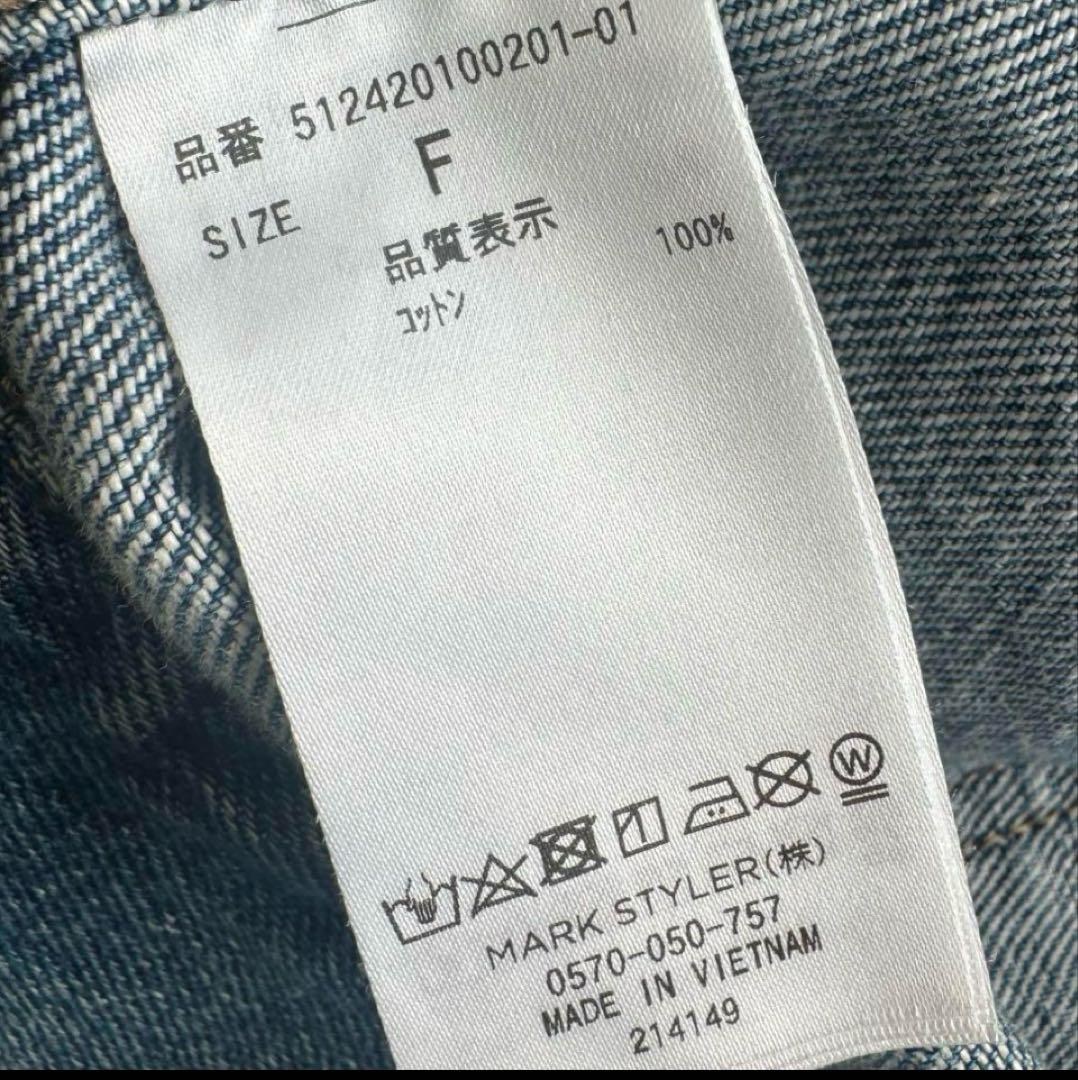 品番 512420100201-01
SIZE F
品質表示
コットン 100%
W
MARK STYLER(株)
0570-050-757
MADE IN VIETNAM
214149